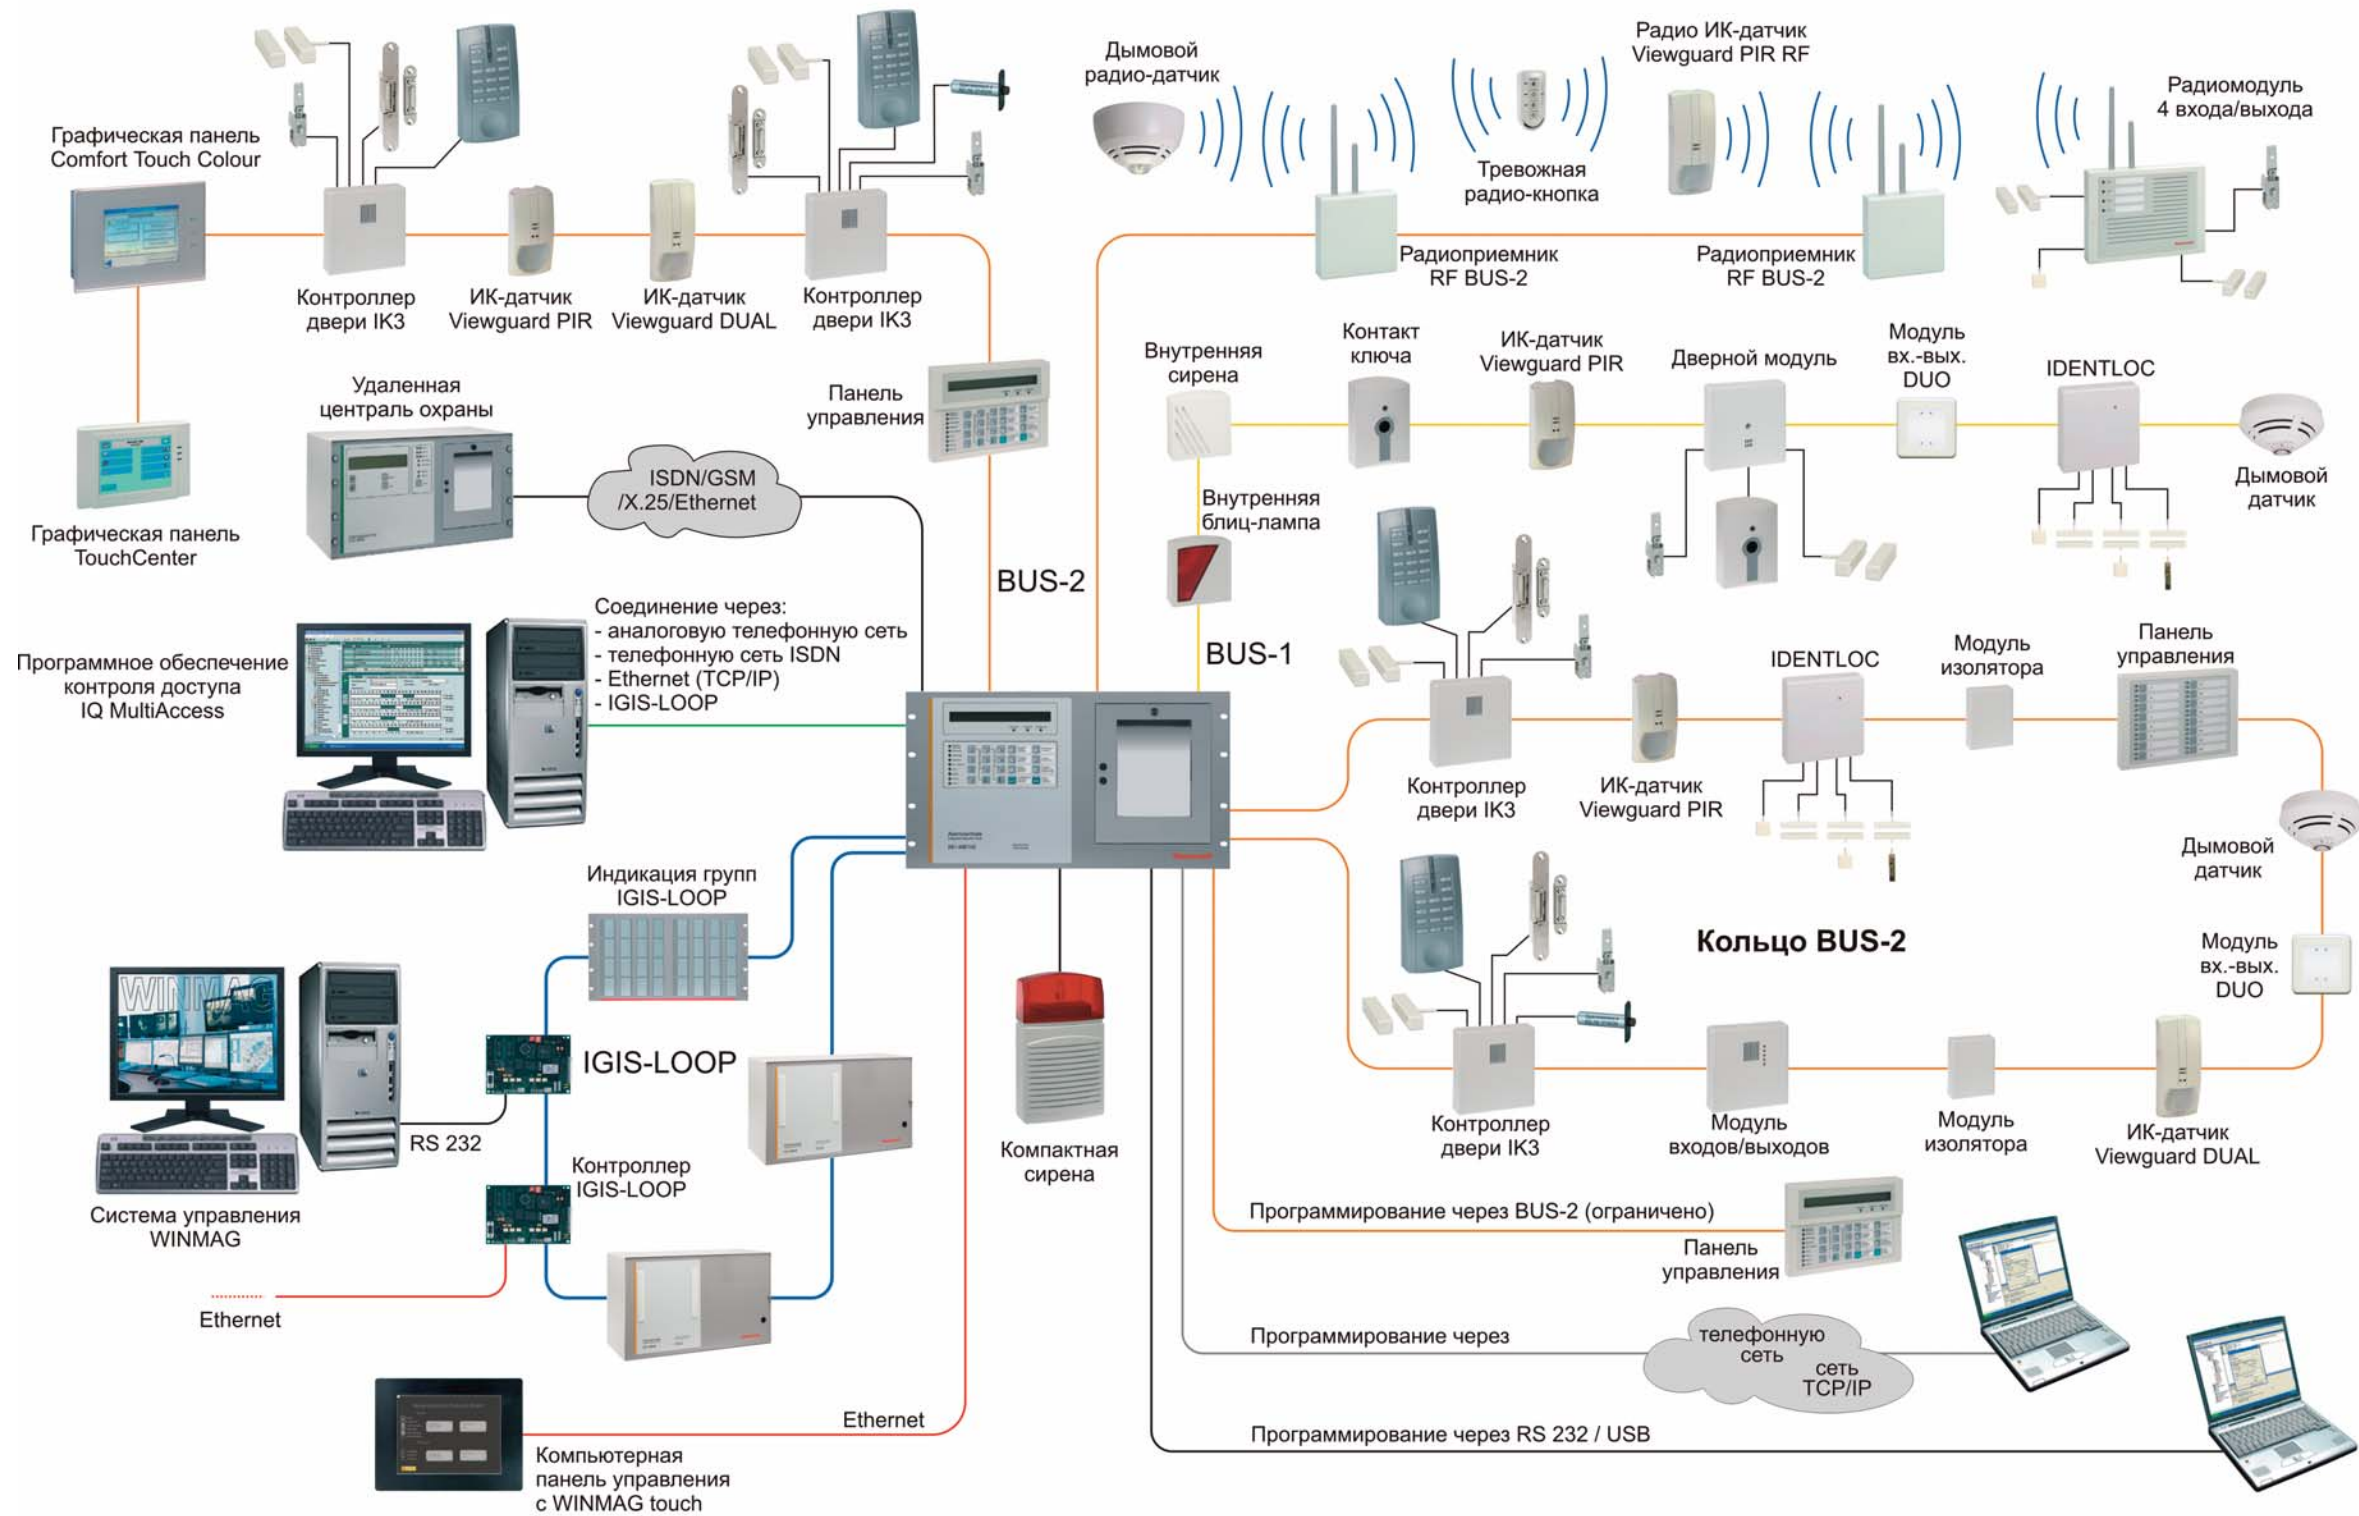 Графическая панель
Comfort Touch Colour
Контроллер
двери IK3
ИК-датчик
Viewguard PIR
ИК-датчик
Viewguard DUAL
Контроллер
двери IK3
Дымовой
радио-датчик
Тревожная
радио-кнопка
Радио ИК-датчик
Viewguard PIR RF
Радиомодуль
4 входа/выхода
Радиоприемник
RF BUS-2
Радиоприемник
RF BUS-2
Графическая панель
TouchCenter
Удаленная
централь охраны
ISDN/GSM
/X.25/Ethernet
Панель
управления
BUS-2
Внутренняя
сирена
Контакт
ключа
ИК-датчик
Viewguard PIR
Дверной модуль
Модуль
вх.-вых.
DUO
IDENTLOC
Дымовой
датчик
Внутренняя
блиц-лампа
BUS-1
Программное обеспечение
контроля доступа
IQ MultiAccess
Соединение через:
- аналоговую телефонную сеть
- телефонную сеть ISDN
- Ethernet (TCP/IP)
- IGIS-LOOP
Контроллер
двери IK3
ИК-датчик
Viewguard PIR
IDENTLOC
Модуль
изолятора
Панель
управления
Дымовой
датчик
Кольцо BUS-2
Модуль
вх.-вых.
DUO
Контроллер
двери IK3
Модуль
входов/выходов
Модуль
изолятора
ИК-датчик
Viewguard DUAL
Индикация групп
IGIS-LOOP
WINMAG
IGIS-LOOP
RS 232
Контроллер
IGIS-LOOP
Система управления
WINMAG
Ethernet
Компактная
сирена
Ethernet
Компьютерная
панель управления
с WINMAG touch
Программирование через BUS-2 (ограничено)
Панель
управления
Программирование через
телефонную
сеть
сеть
TCP/IP
Программирование через RS 232 / USB